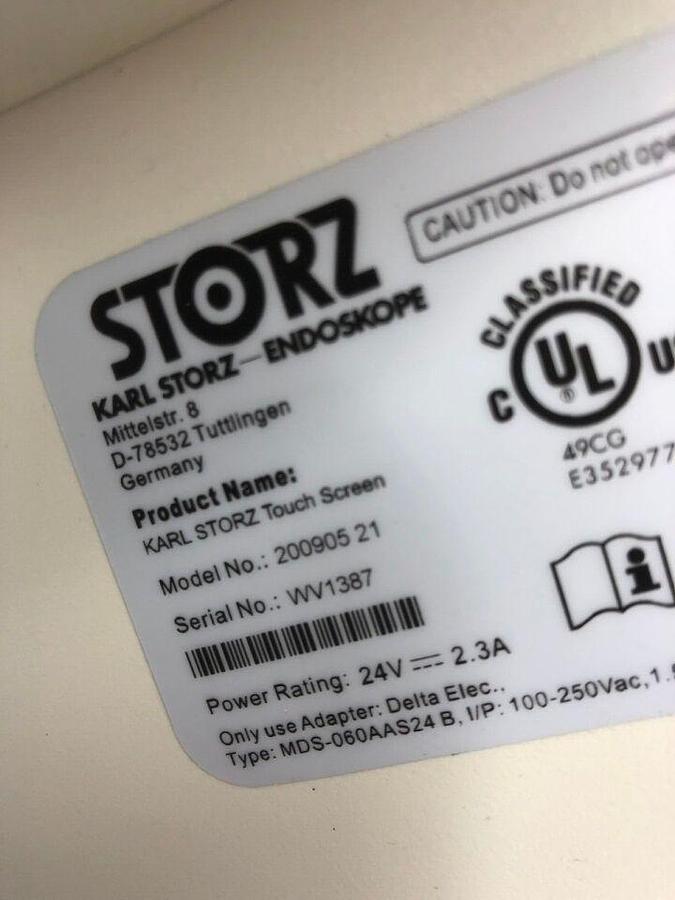 STORZ
KARL STORZ—ENDOSKOPE
Mittelstr. 8
D-78532 Tuttlingen
Germany
Product Name:
KARL STORZ Touch Screen
Model No.: 200905 21
Serial No.: WV1387
Power Rating: 24V ⎓ 2.3A
Only use Adapter: Delta Elec..,
Type: MDS-060AAS24 B, I/P: 100-250Vac,1.5
CAUTION: Do not ope
CLASSIFIED
C UL® US
49CG
E352977
i